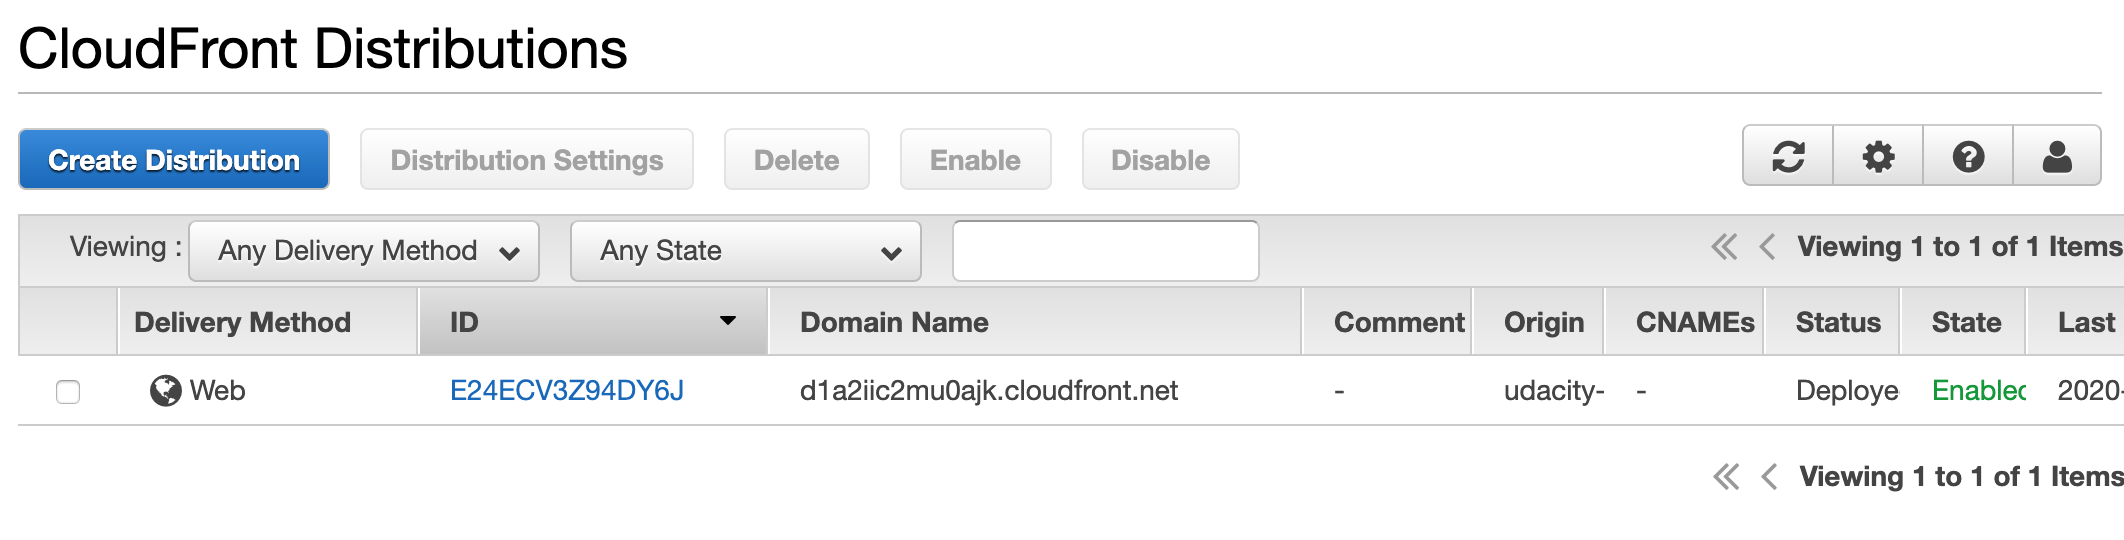 CloudFront Distributions
Create Distribution Distribution Settings Delete Enable Disable
Viewing : Any Delivery Method Any State Viewing 1 to 1 of 1 Items
Delivery Method ID Domain Name Comment Origin CNAMEs Status State Last
Web E24ECV3Z94DY6J d1a2iic2mu0ajk.cloudfront.net - udacity- - Deploye Enabled 2020-
Viewing 1 to 1 of 1 Items